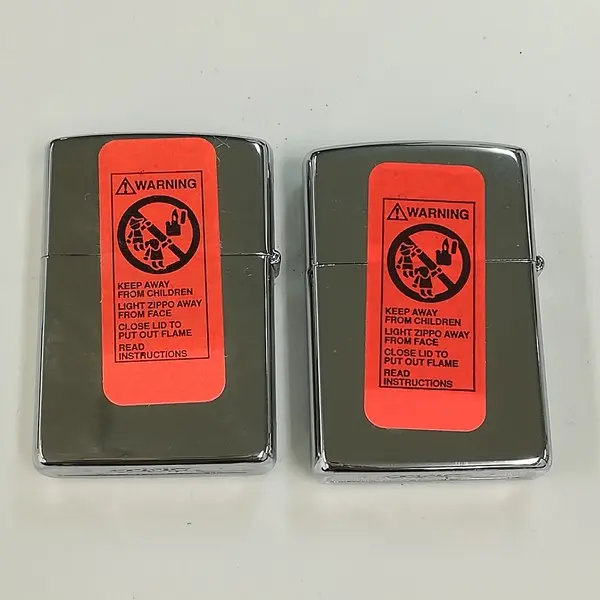 WARNING
KEEP AWAY
FROM CHILDREN
LIGHT ZIPPO AWAY
FROM FACE
CLOSE LID TO
PUT OUT FLAME
READ
INSTRUCTIONS
WARNING
KEEP AWAY
FROM CHILDREN
LIGHT ZIPPO AWAY
FROM FACE
CLOSE LID TO
PUT OUT FLAME
READ
INSTRUCTIONS